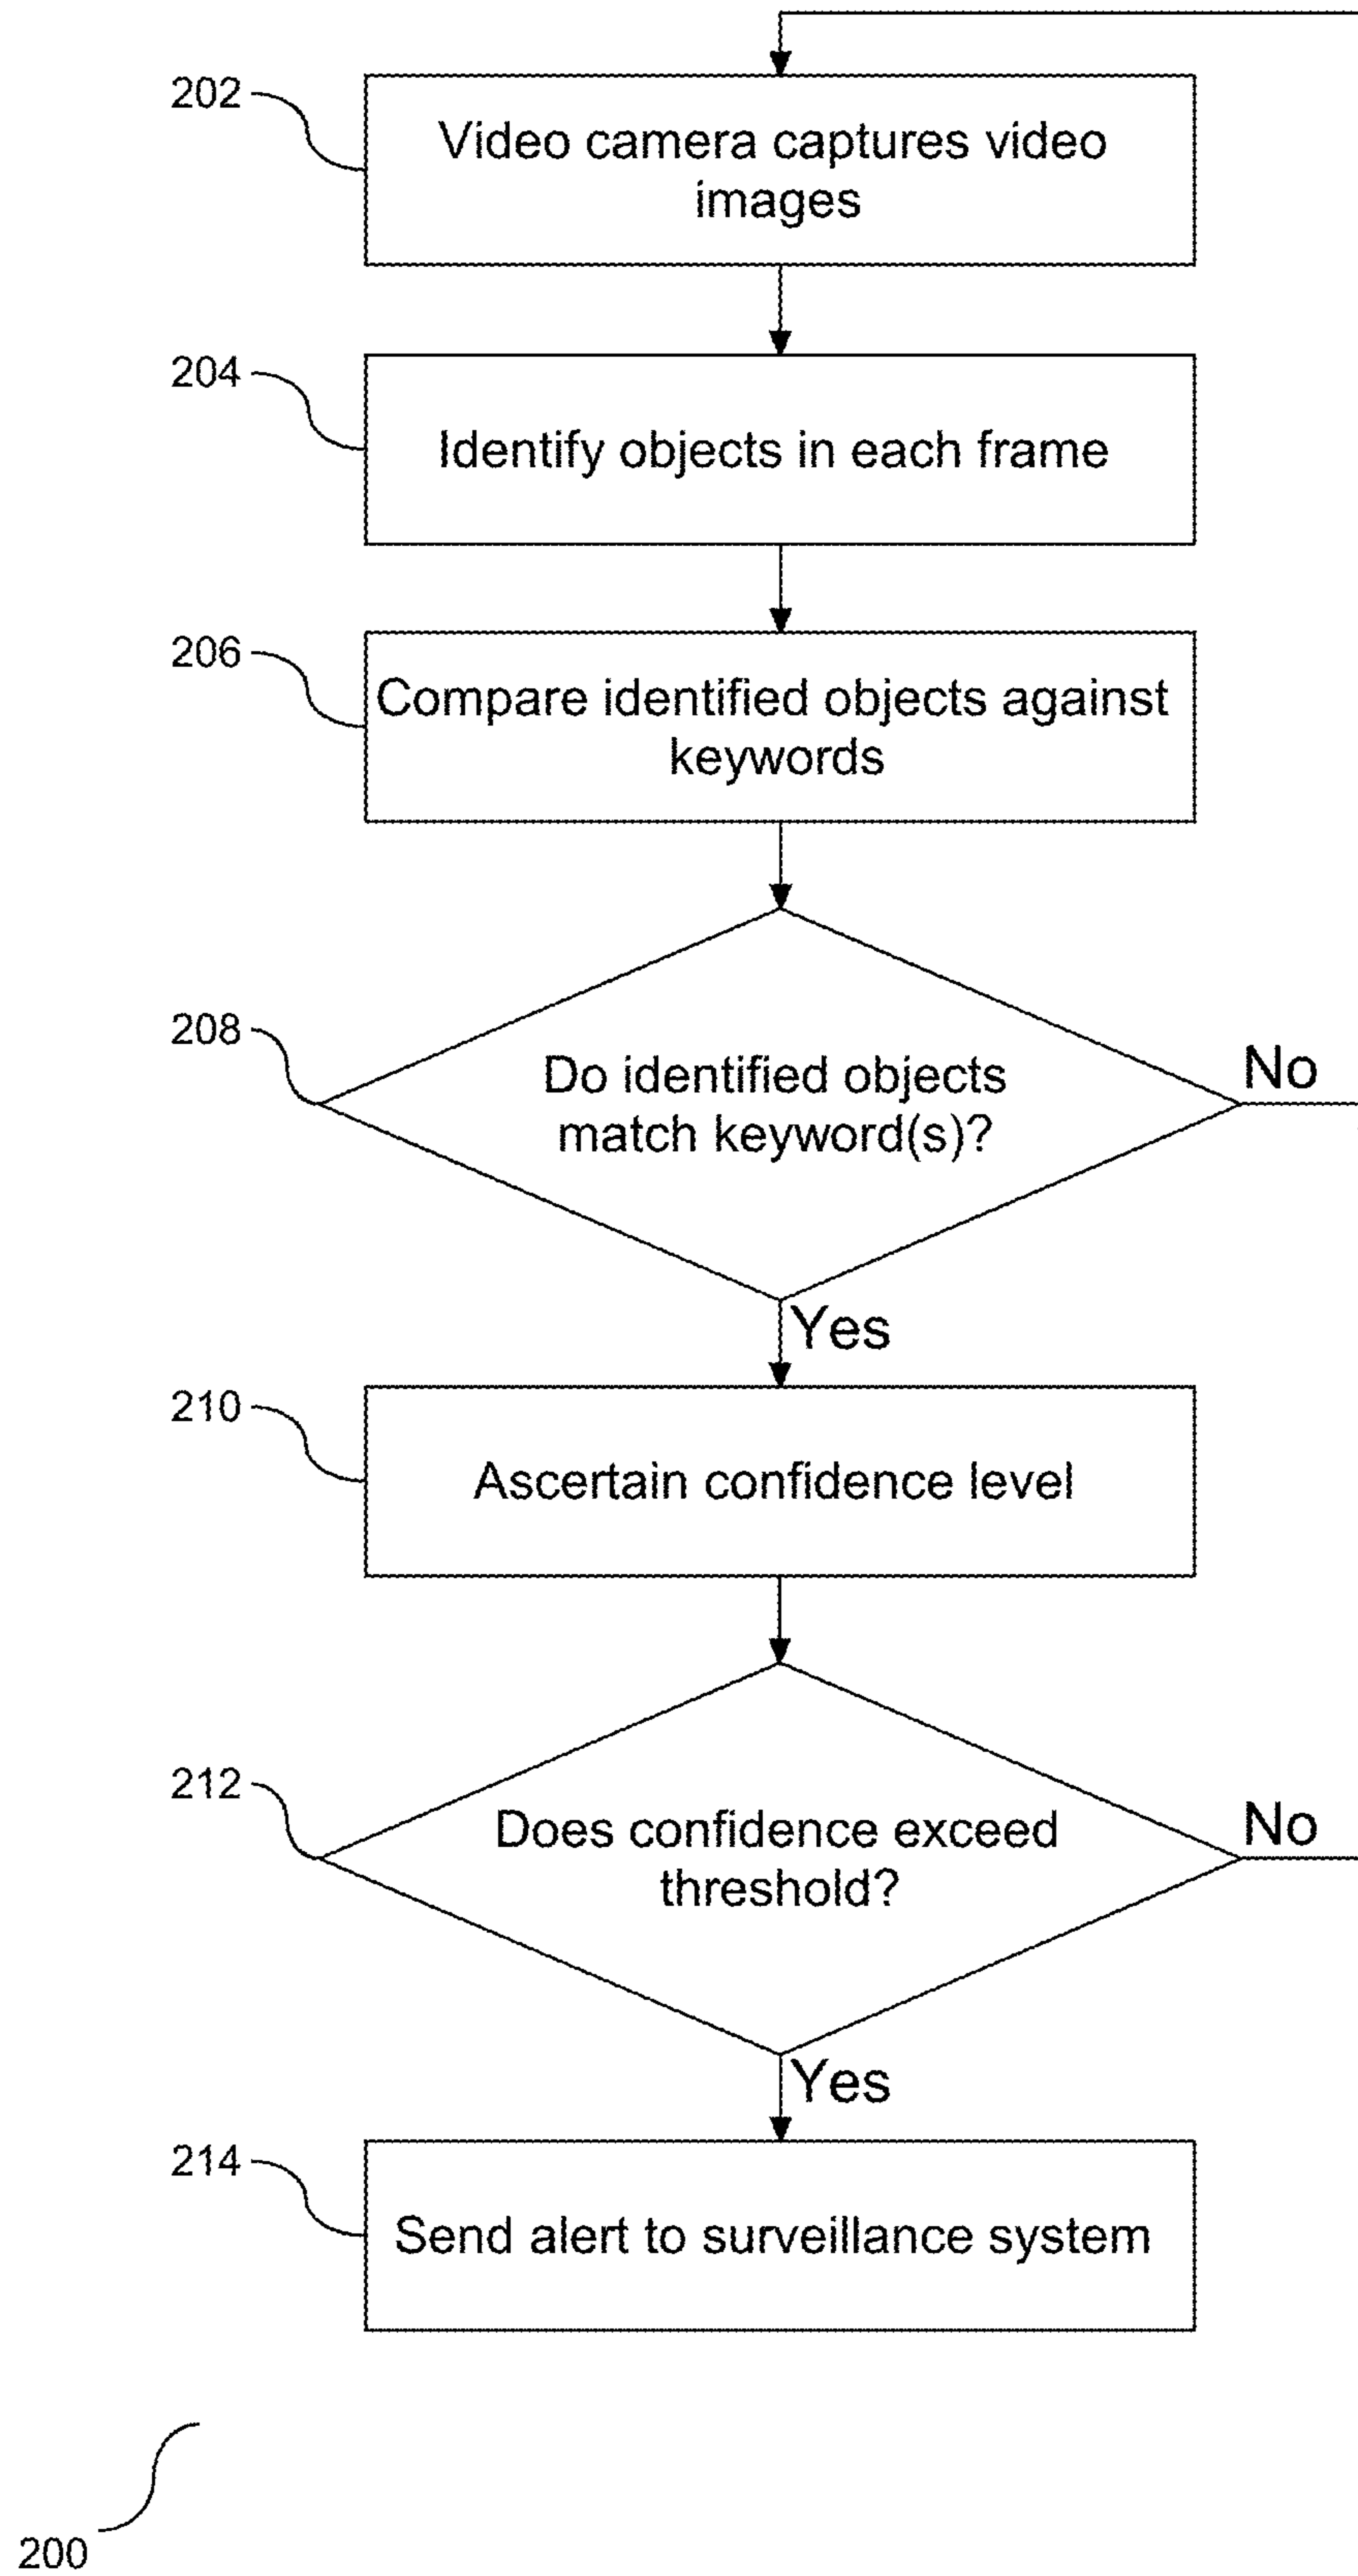 202
Video camera captures video
images
204
Identify objects in each frame
206
Compare identified objects against
keywords
208
Do identified objects
match keyword(s)?
No
Yes
210
Ascertain confidence level
212
Does confidence exceed
threshold?
No
Yes
214
Send alert to surveillance system
200